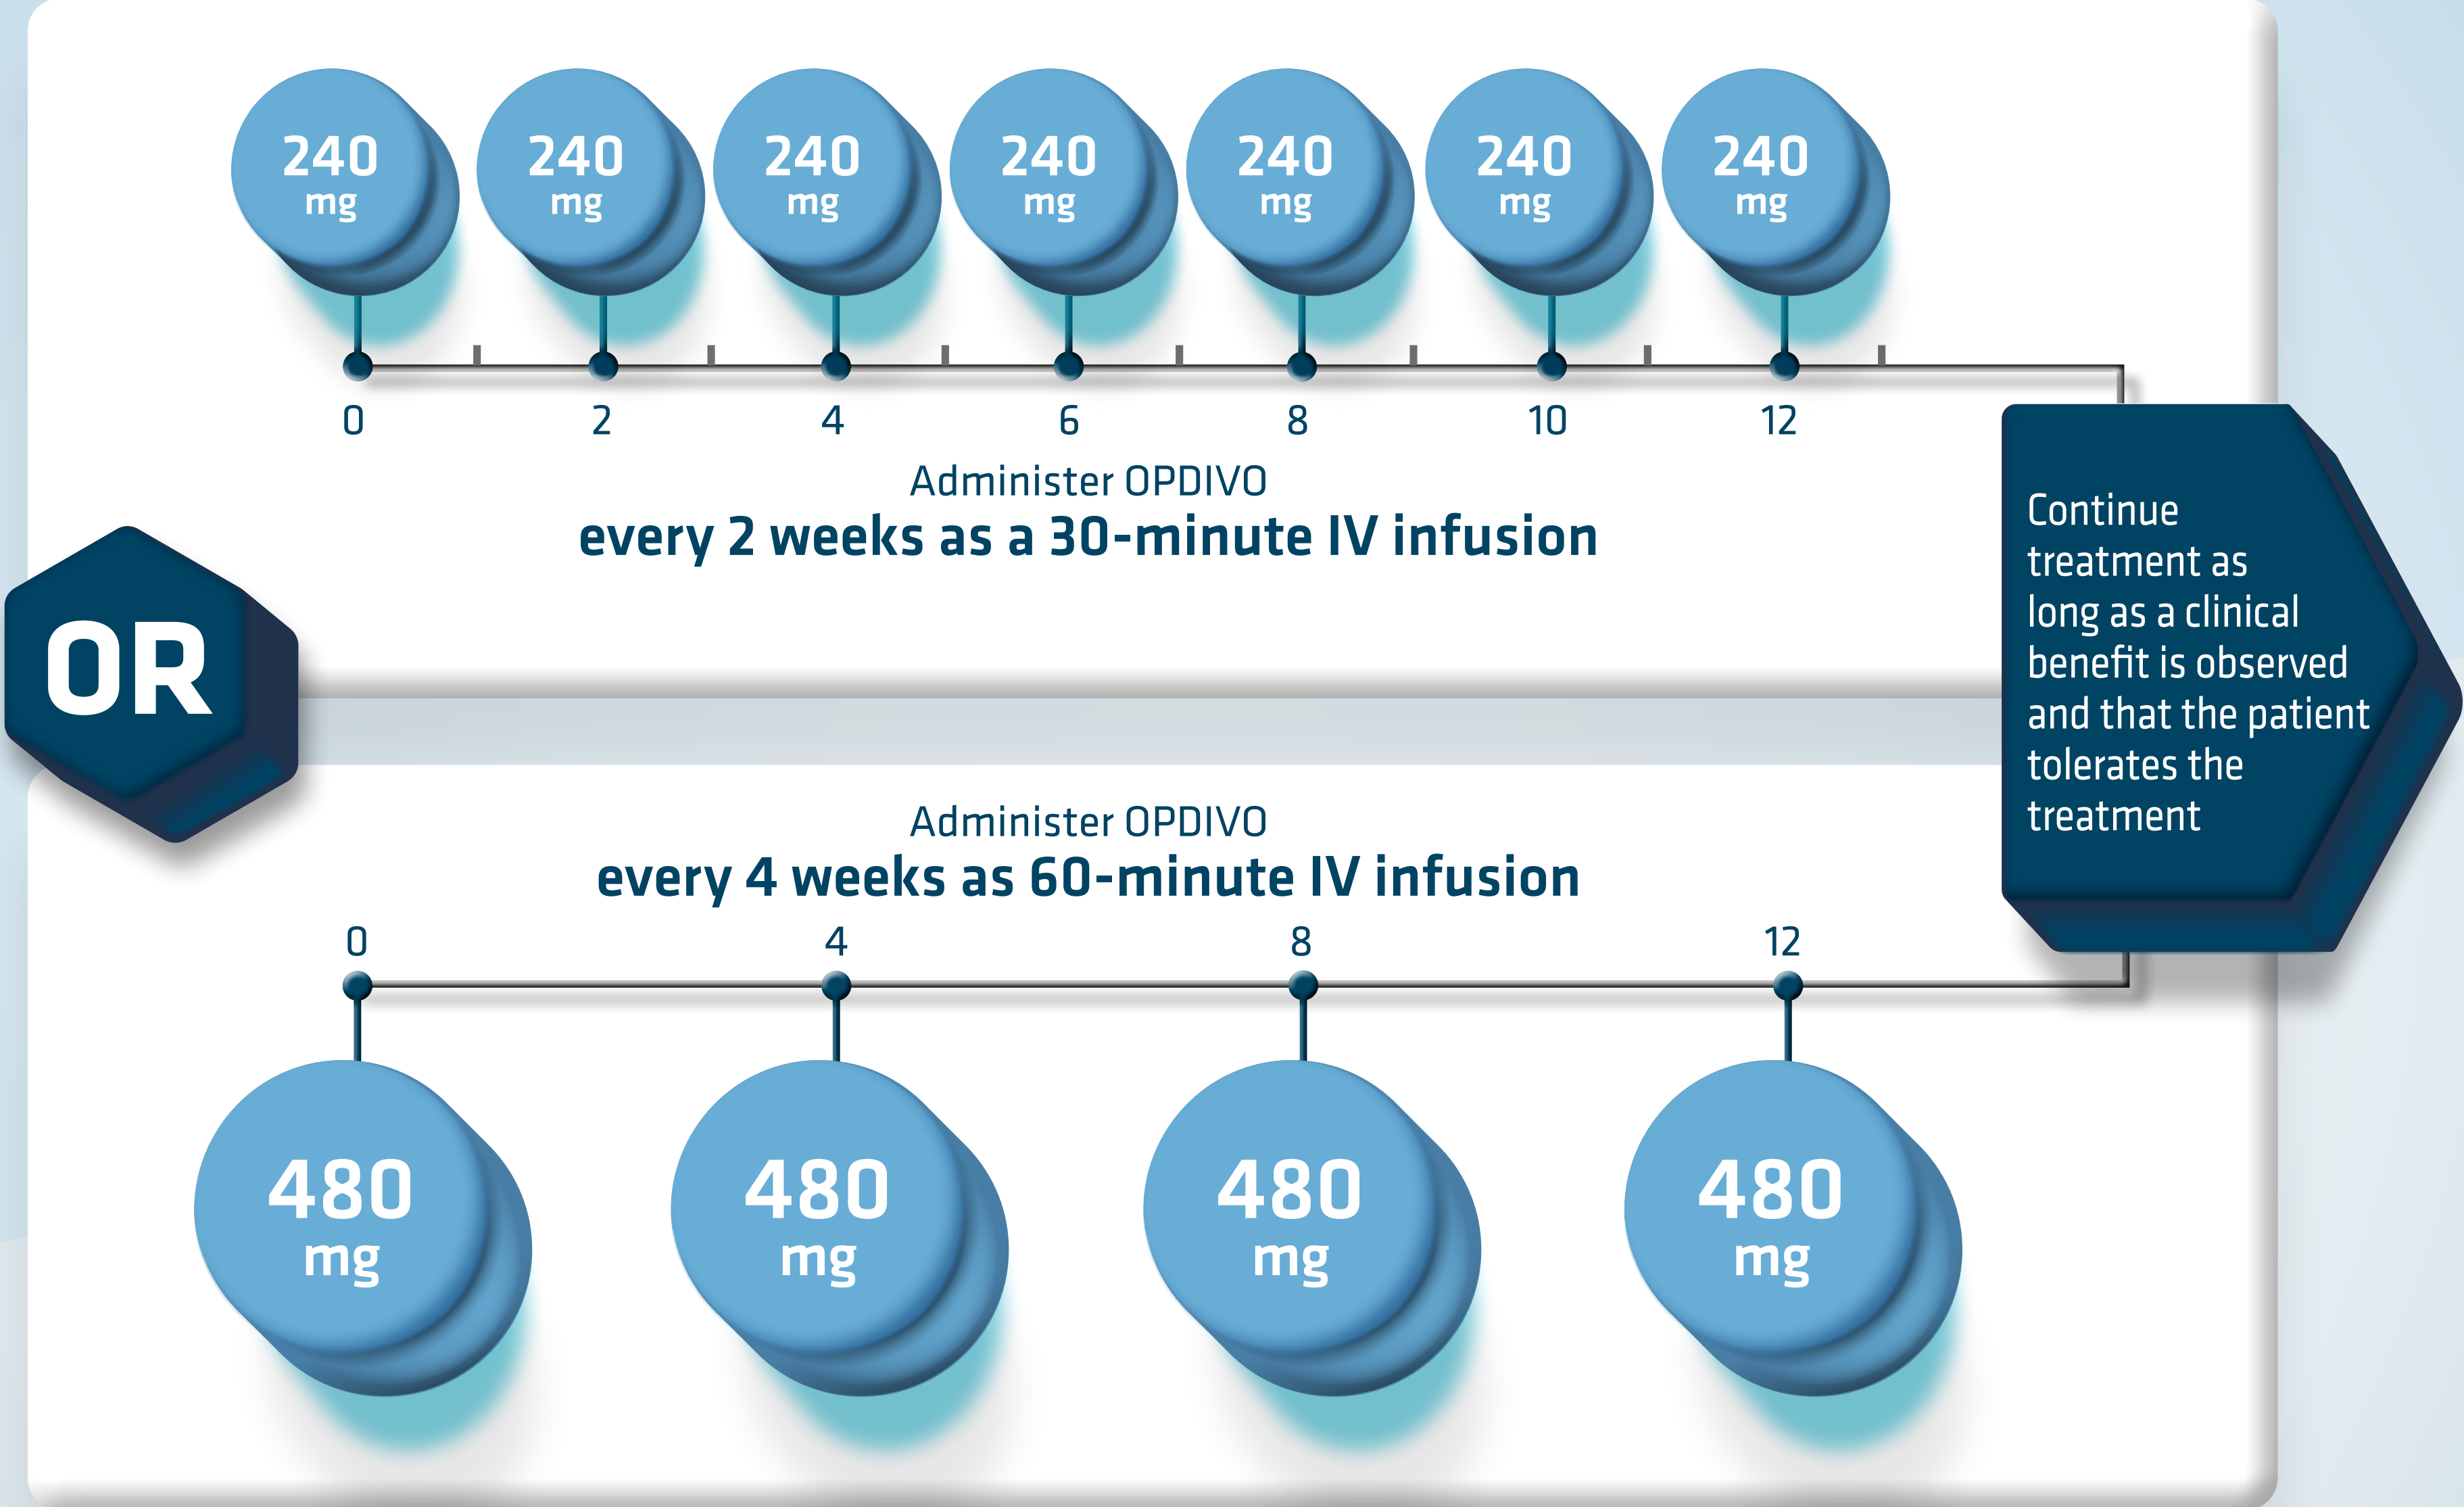 240 240 240 240 240 240 240
mg mg mg mg mg mg mg
0 2 4 6 8 10 12
Administer OPDIVO
every 2 weeks as a 30-minute IV infusion
OR
Administer OPDIVO
every 4 weeks as 60-minute IV infusion
0 4 8 12
480 480 480 480
mg mg mg mg
Continue
treatment as
long as a clinical
benefit is observed
and that the patient
tolerates the
treatment